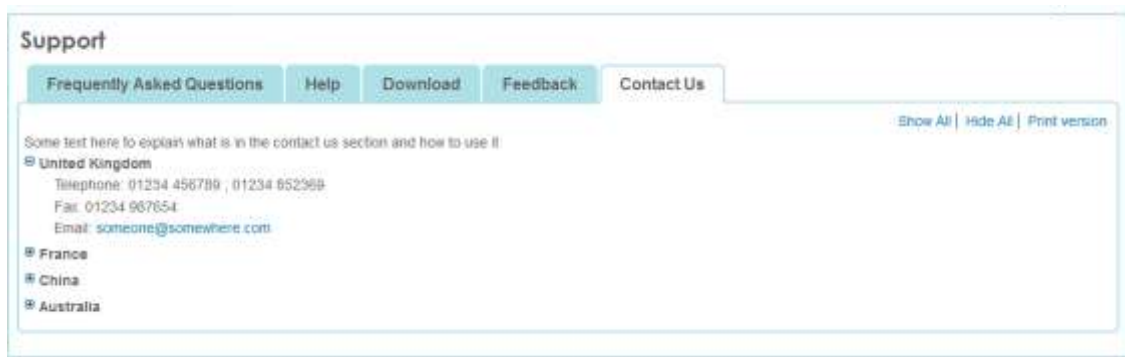 Support
Frequently Asked Questions Help Download Feedback Contact Us
Show All | Hide All | Print version
Some text here to explain what is in the contact us section and how to use it
United Kingdom
Telephone: 01234 456789 , 01234 852369
Fax: 01234 987654
Email: someone@somewhere.com
France
China
Australia